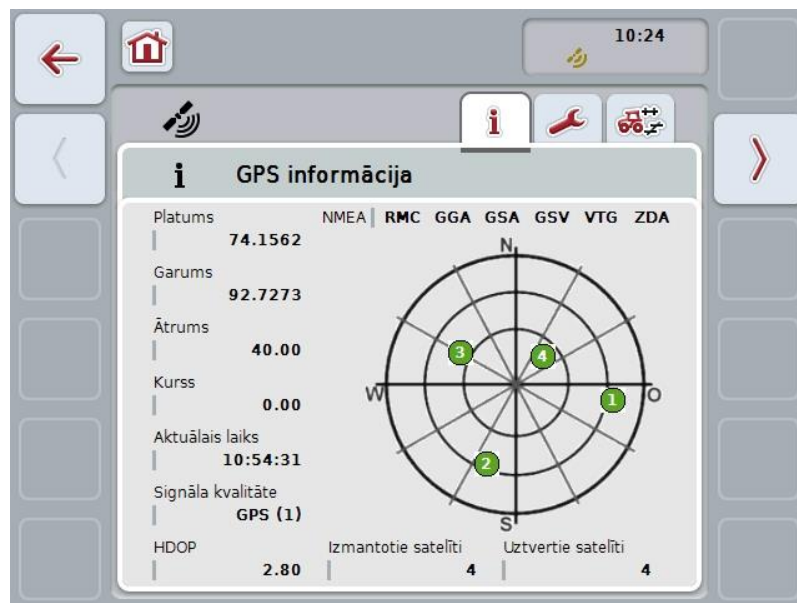 10:24
GPS informācija
Platums
74.1562
NMEA RMC GGA GSA GSV VTG ZDA
Garums
92.7273
Ātrums
40.00
Kurss
0.00
Aktuālais laiks
10:54:31
Signāla kvalitāte
GPS (1)
HDOP
2.80
N
3
4
W
O
1
2
S
Izmantotie satelīti
4
Uztvertie satelīti
4